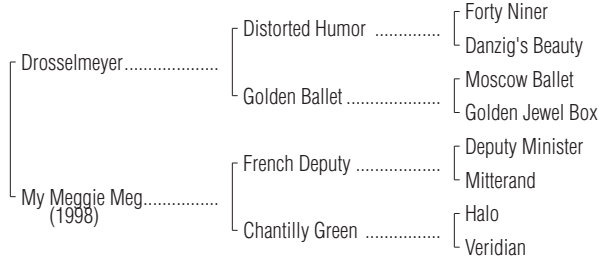 Forty Niner
Distorted Humor ..............
Danzig's Beauty
Drosselmeyer...................
Moscow Ballet
Golden Ballet...................
Golden Jewel Box
Deputy Minister
French Deputy .................
Mitterand
My Meggie Meg...............
(1998)
Halo
Chantilly Green ...............
Veridian